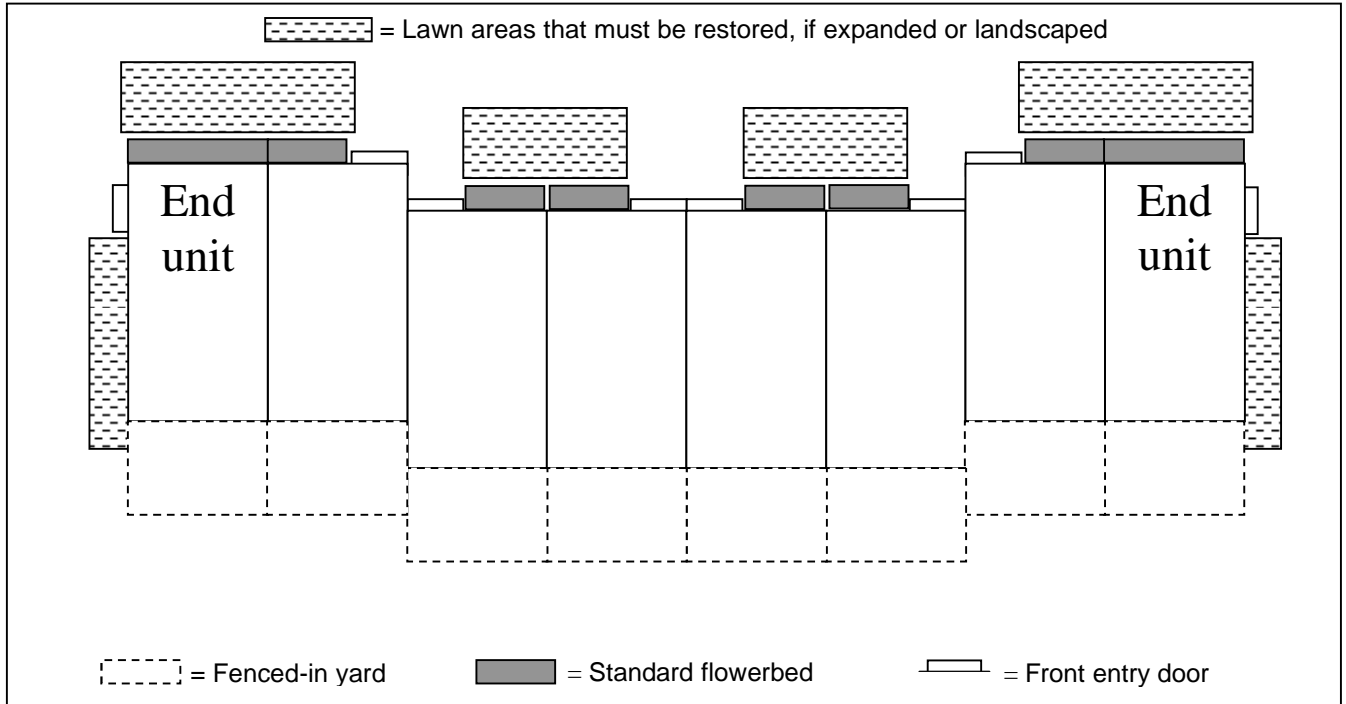 = Lawn areas that must be restored, if expanded or landscaped
End
unit
End
unit
= Fenced-in yard
= Standard flowerbed
= Front entry door